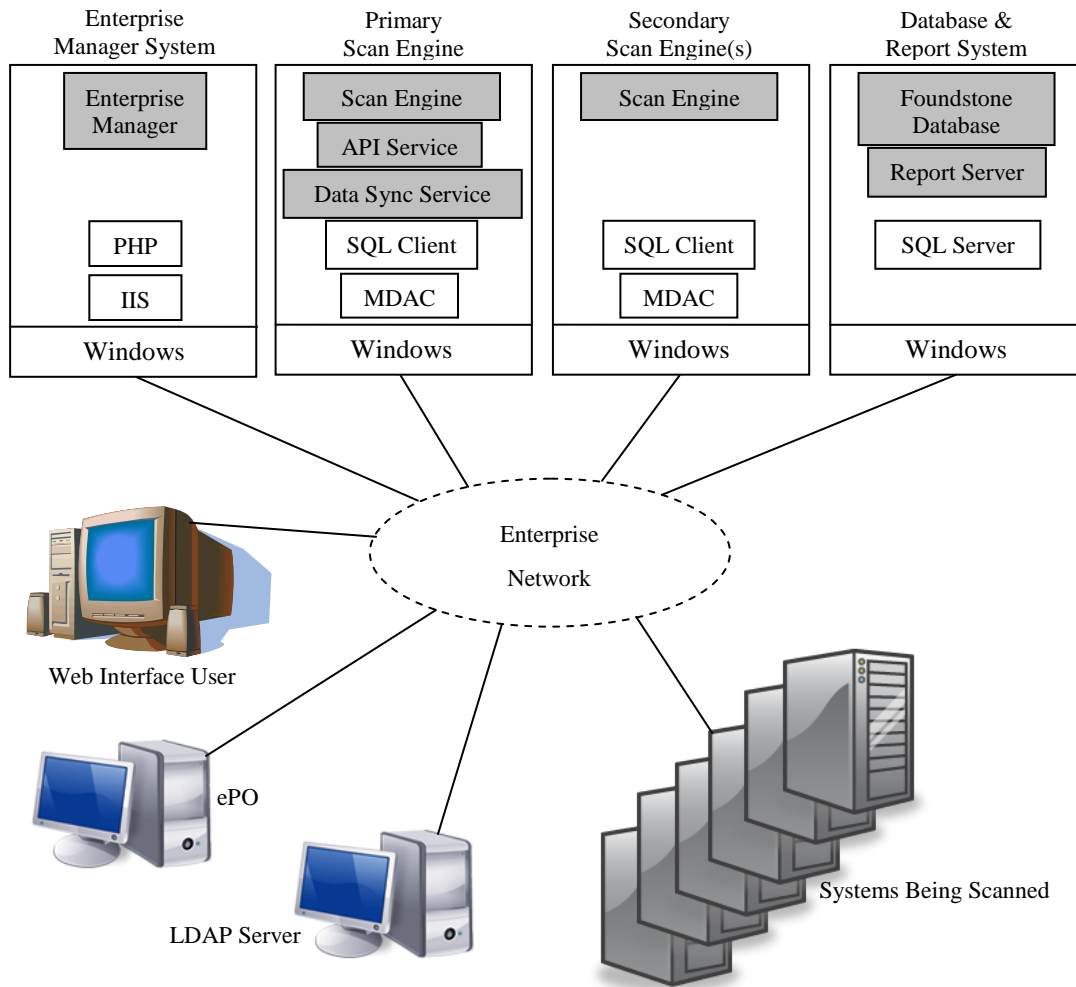 Enterprise
Manager System
Primary
Scan Engine
Secondary
Scan Engine(s)
Database &
Report System
Enterprise
Manager
PHP
IIS
Windows
Scan Engine
API Service
Data Sync Service
SQL Client
MDAC
Windows
Scan Engine
SQL Client
MDAC
Windows
Foundstone
Database
Report Server
SQL Server
Windows
Enterprise
Network
Web Interface User
ePO
LDAP Server
Systems Being Scanned